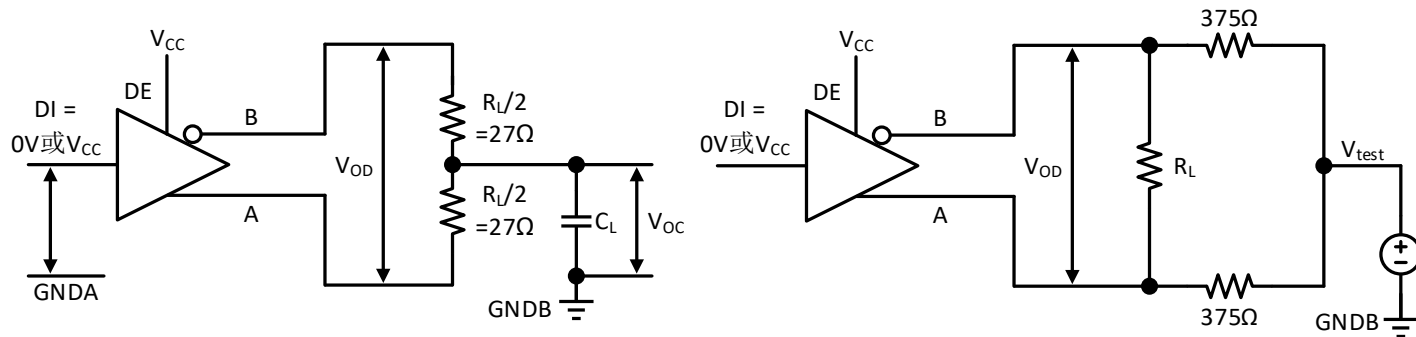 V_CC
DE
DI =
0V或V_CC
B
A
GNDA
V_OD
R_L/2
=27Ω
R_L/2
=27Ω
C_L
V_OC
GNDB
V_CC
DE
DI =
0V或V_CC
B
A
V_OD
R_L
375Ω
375Ω
V_test
GNDB